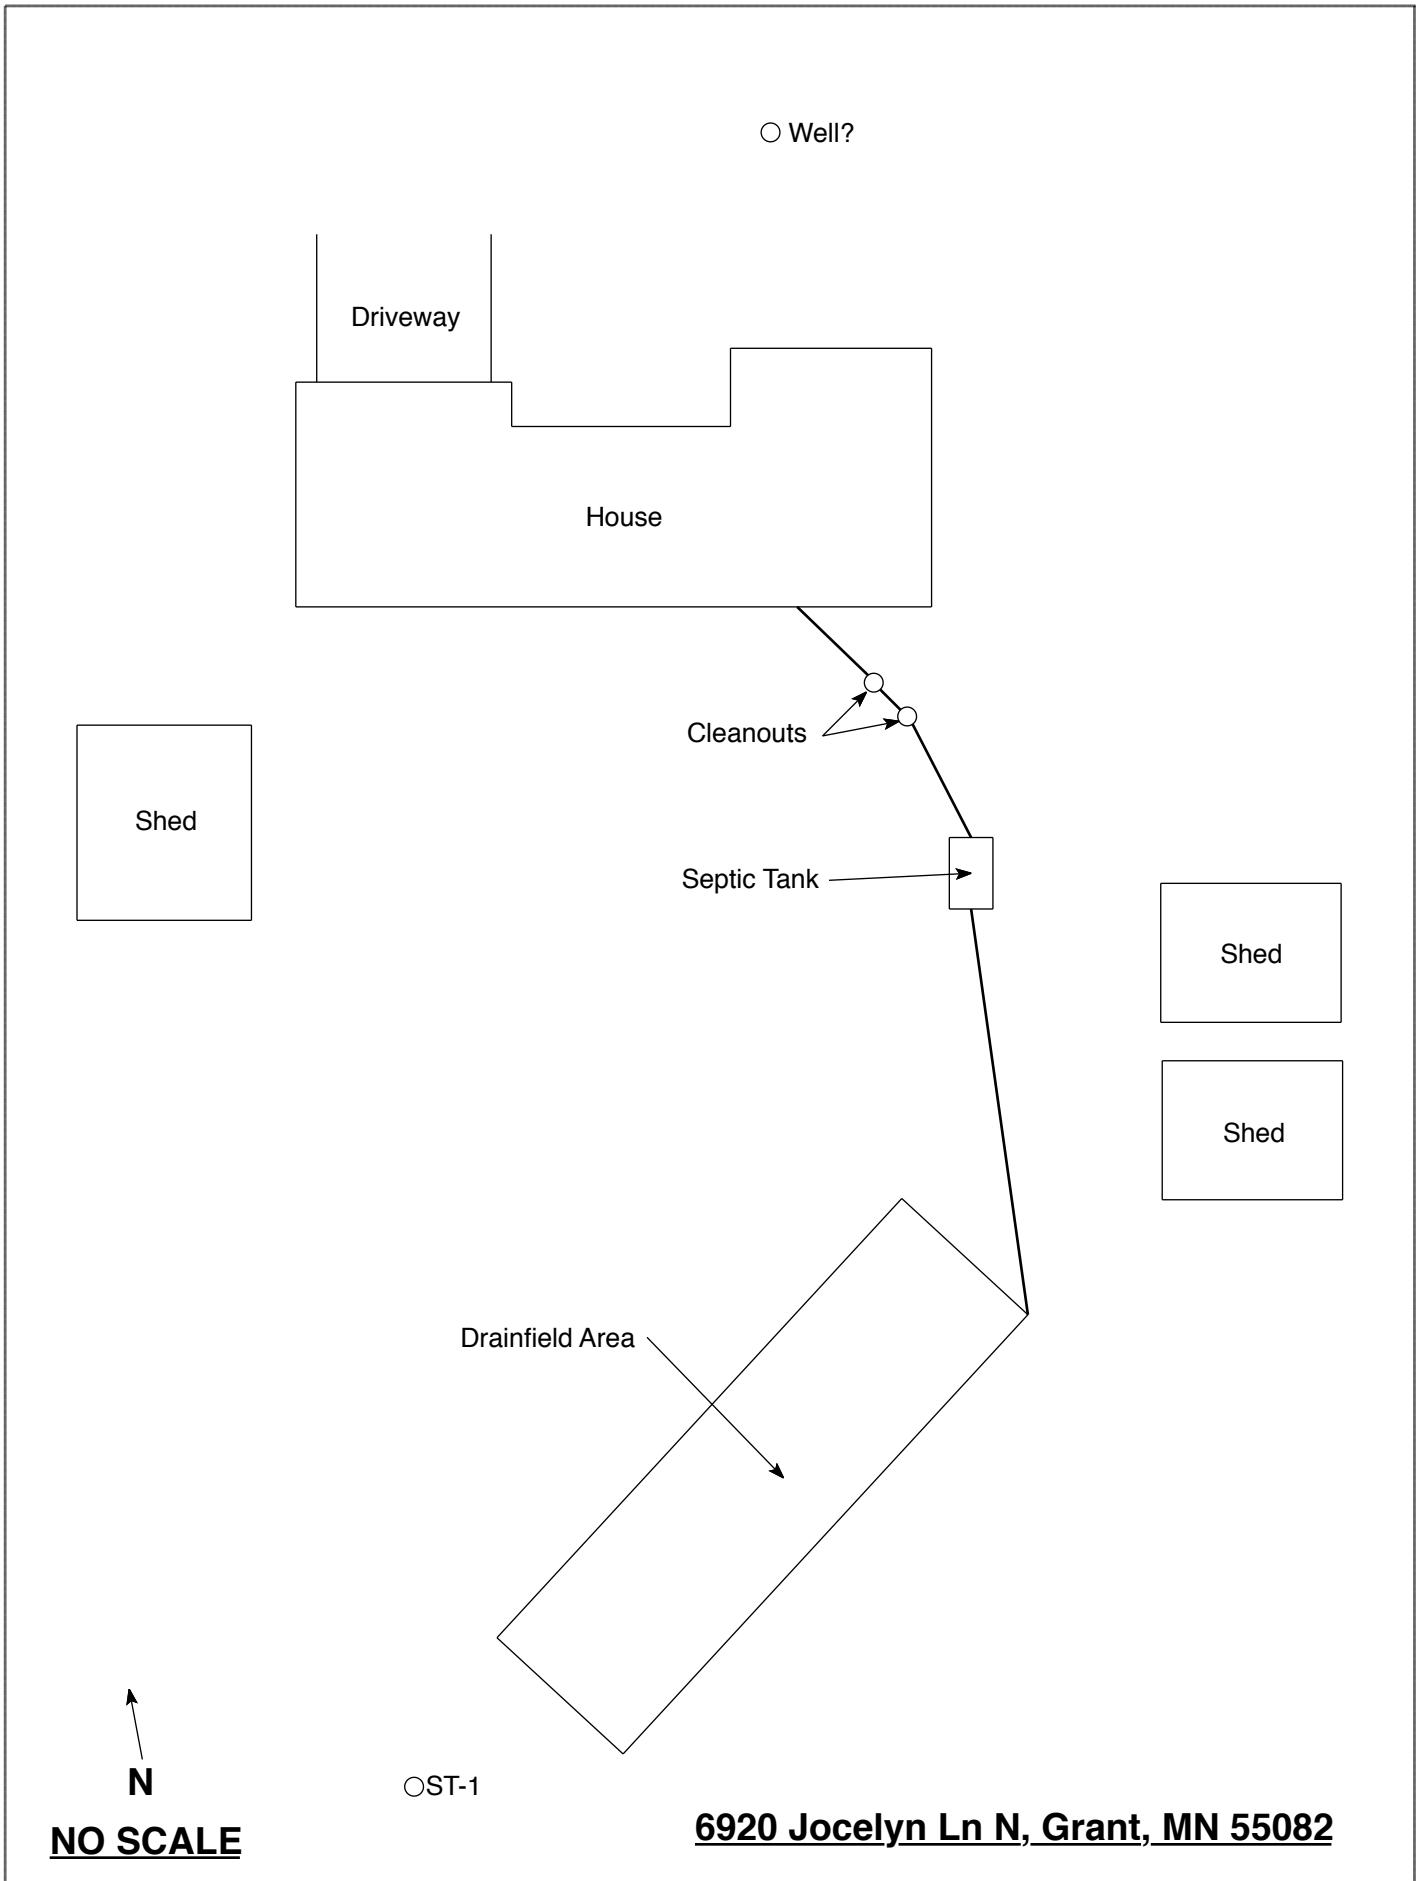 Well?
Driveway
House
Cleanouts
Shed
Septic Tank
Shed
Shed
Drainfield Area
N
ST-1
NO SCALE
6920 Jocelyn Ln N, Grant, MN 55082